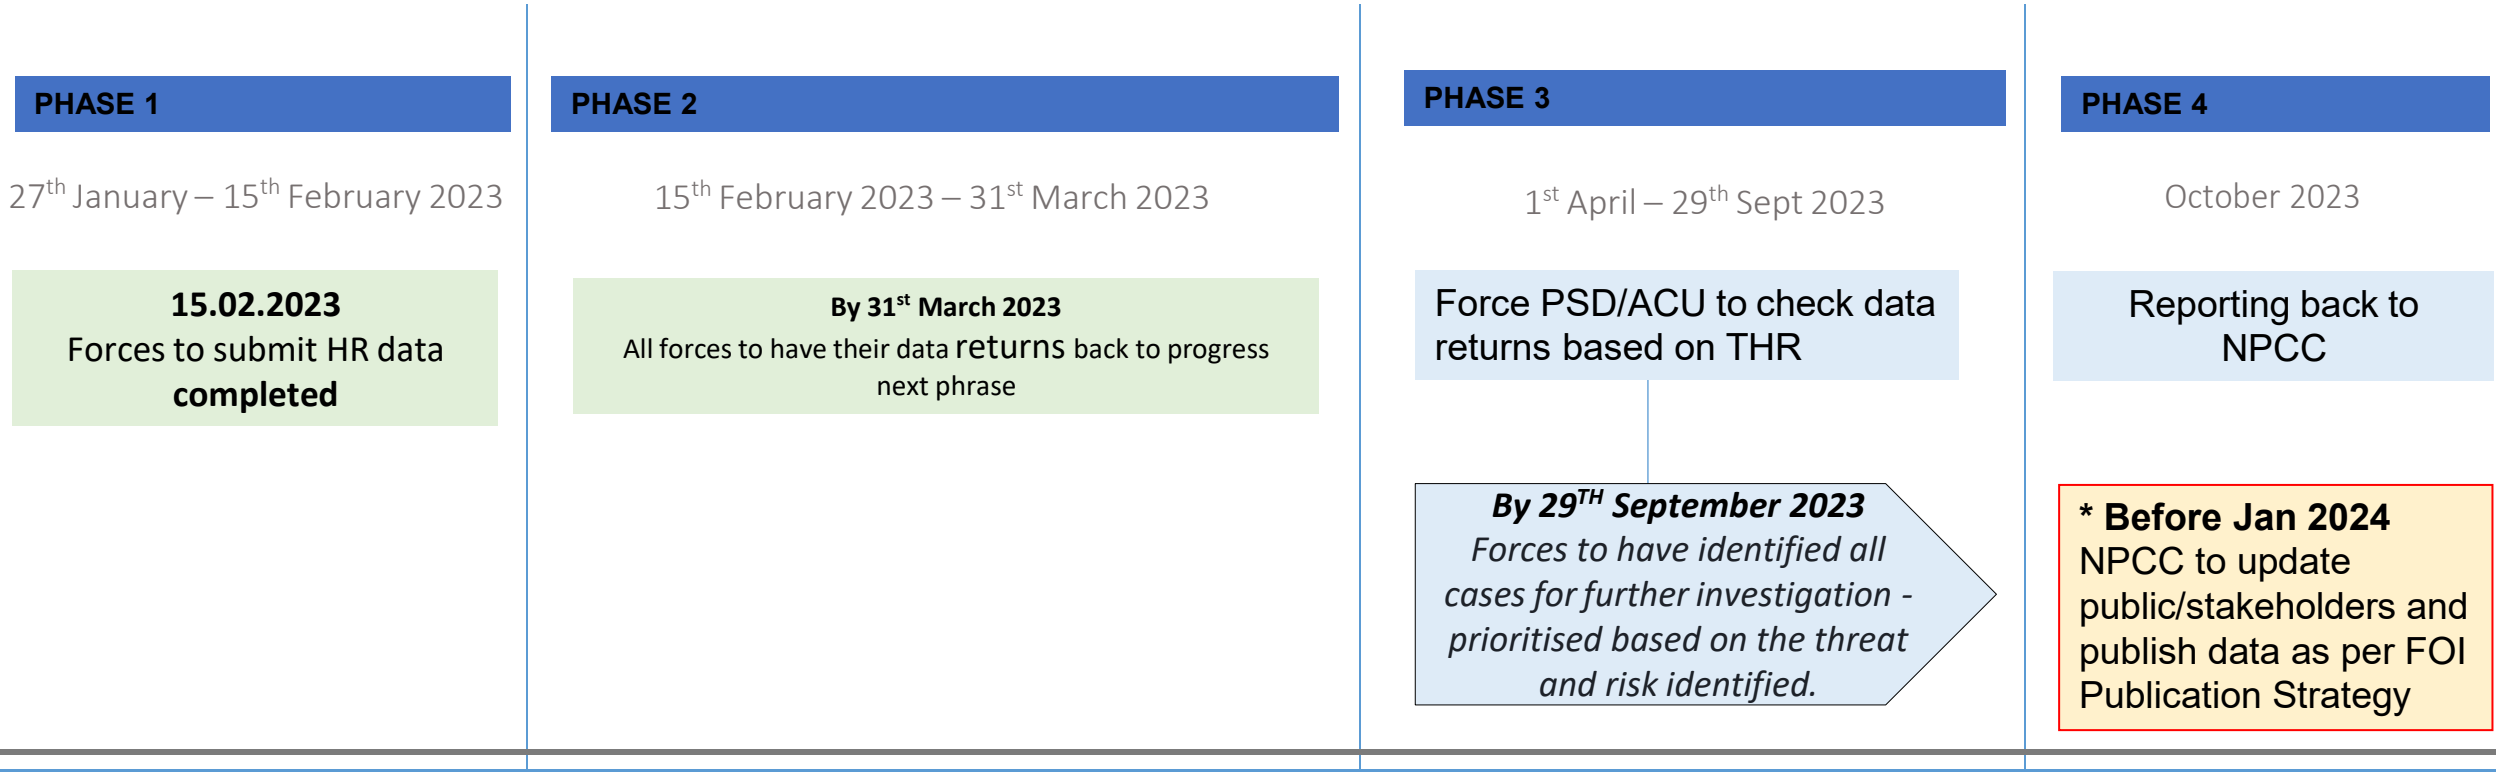 PHASE 1
27th January – 15th February 2023
15.02.2023
Forces to submit HR data
completed
PHASE 2
15th February 2023 – 31st March 2023
By 31st March 2023
All forces to have their data returns back to progress
next phrase
PHASE 3
1st April – 29th Sept 2023
Force PSD/ACU to check data
returns based on THR
By 29TH September 2023
Forces to have identified all
cases for further investigation -
prioritised based on the threat
and risk identified.
PHASE 4
October 2023
Reporting back to
NPCC
* Before Jan 2024
NPCC to update
public/stakeholders and
publish data as per FOI
Publication Strategy